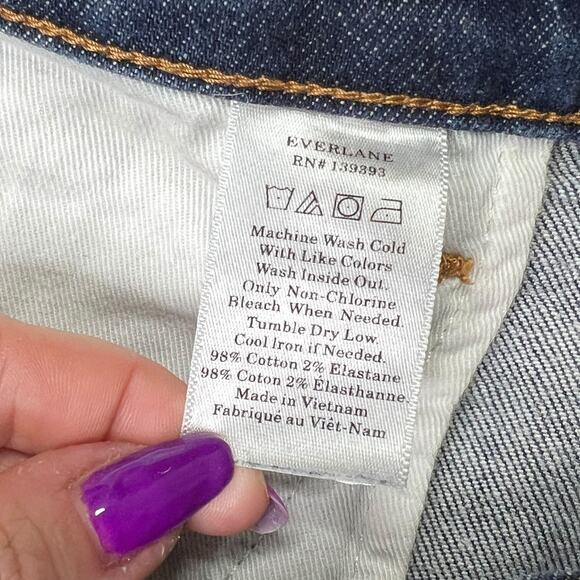 EVERLANE
RN# 139393
Machine Wash Cold
With Like Colors
Wash Inside Out.
Only Non-Chlorine
Bleach When Needed.
Tumble Dry Low.
Cool Iron if Needed.
98% Cotton 2% Elastane
98% Coton 2% Élasthanne
Made in Vietnam
Fabriqué au Viêt-Nam